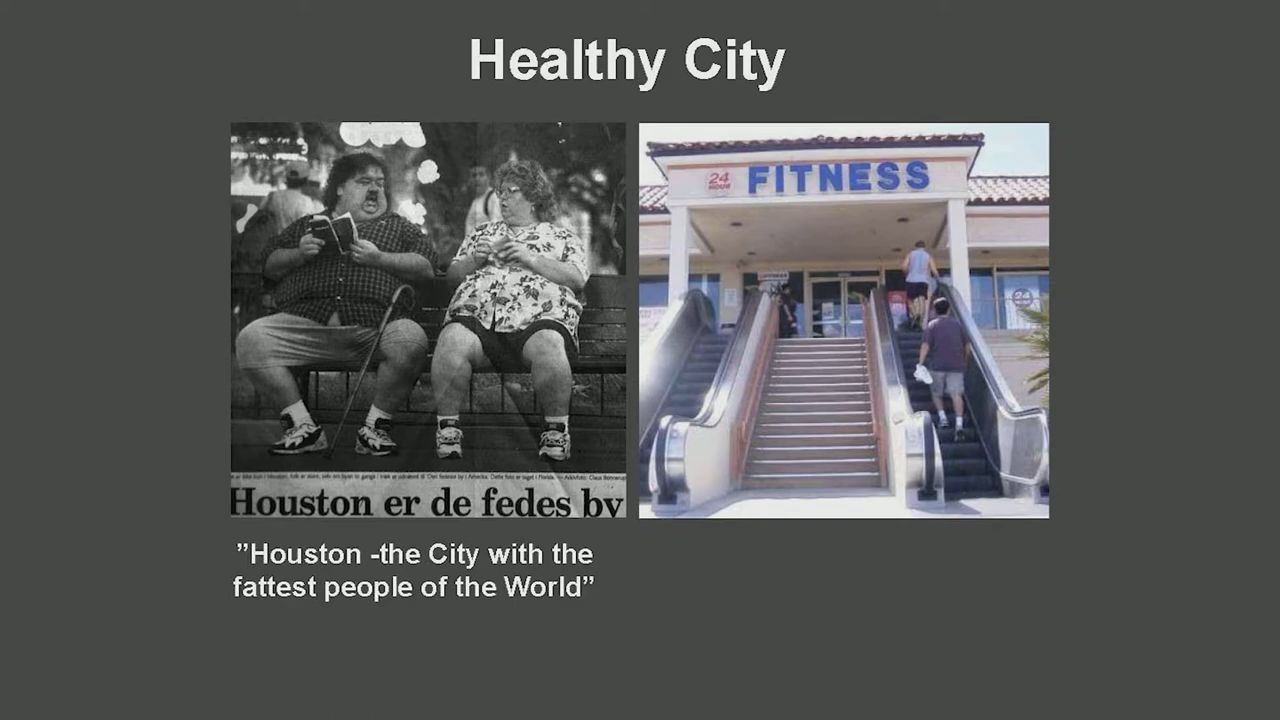 Healthy City
24
HOUR
FITNESS
24
Houston er de fedes by
”Houston -the City with the
fattest people of the World”